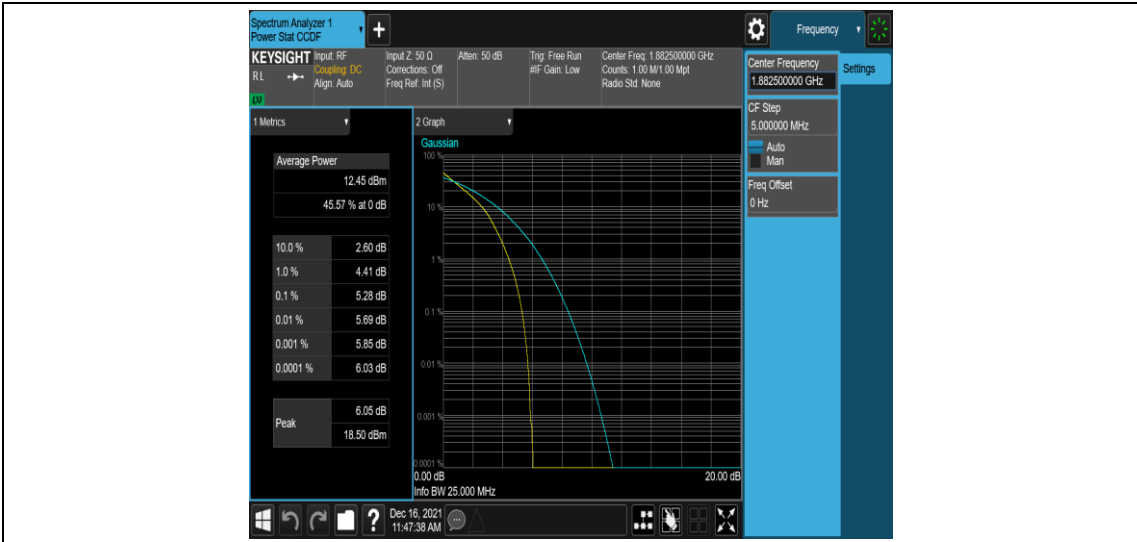 Spectrum Analyzer 1
Power Stat CCDF
+
Frequency
KEYSIGHT
RL
LXI
Input: RF
Coupling: DC
Align: Auto
Input Z: 50 Ω
Corrections: Off
Freq Ref: Int (S)
Atten: 50 dB
Trig: Free Run
#IF Gain: Low
Center Freq: 1.882500000 GHz
Counts: 1.00 M/1.00 Mpt
Radio Std: None
Center Frequency
1.882500000 GHz
Settings
CF Step
5.000000 MHz
Auto
Man
Freq Offset
0 Hz
1 Metrics
Average Power
12.45 dBm
45.57 % at 0 dB
10.0 % 2.60 dB
1.0 % 4.41 dB
0.1 % 5.28 dB
0.01 % 5.69 dB
0.001 % 5.85 dB
0.0001 % 6.03 dB
Peak
6.05 dB
18.50 dBm
2 Graph
Gaussian
100 %
10 %
1 %
0.1 %
0.01 %
0.001 %
0.0001 %
0.00 dB 20.00 dB
Info BW 25.000 MHz
?
Dec 16, 2021
11:47:38 AM